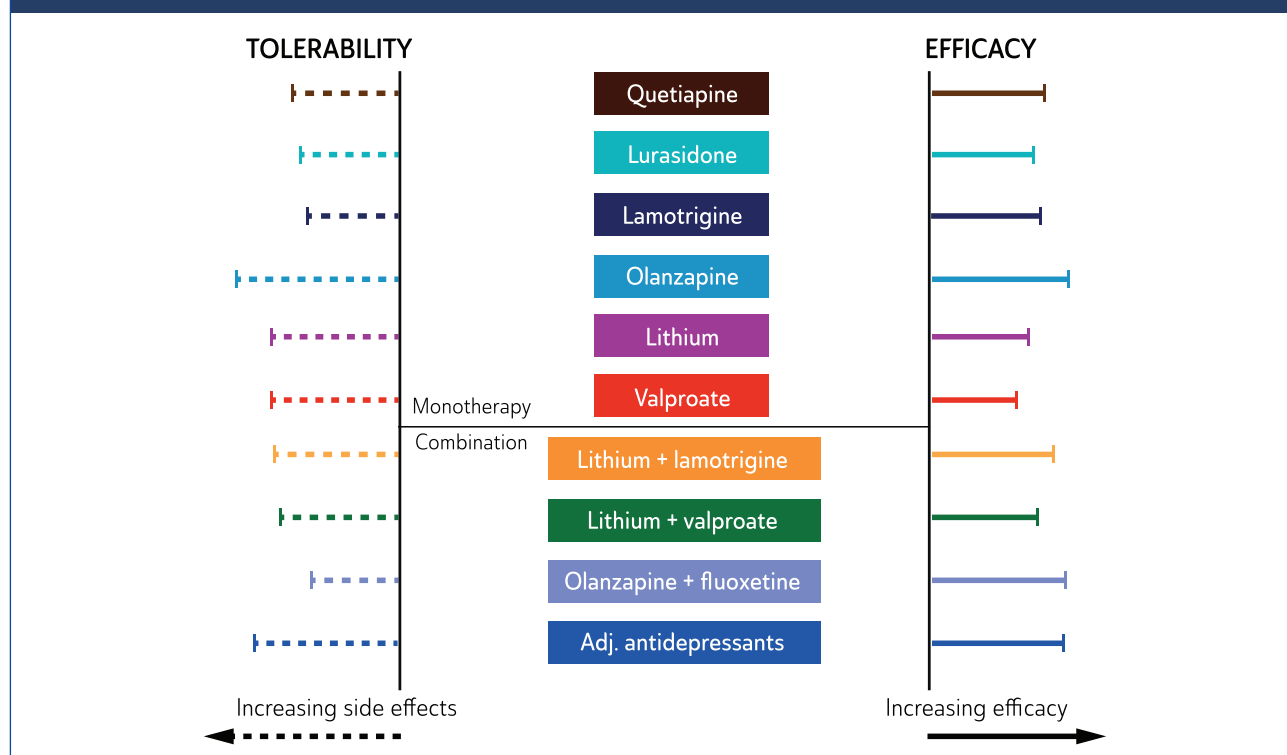 TOLERABILITY
EFFICACY
Quetiapine
Lurasidone
Lamotrigine
Olanzapine
Lithium
Valproate
Monotherapy
Combination
Lithium + lamotrigine
Lithium + valproate
Olanzapine + fluoxetine
Adj. antidepressants
Increasing side effects
Increasing efficacy